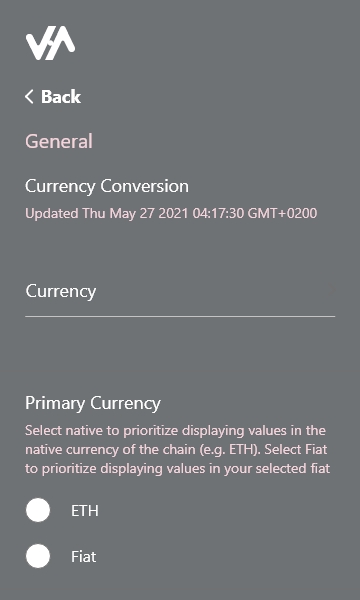 Back
General
Currency Conversion
Updated Thu May 27 2021 04:17:30 GMT+0200
Currency
Primary Currency
Select native to prioritize displaying values in the
native currency of the chain (e.g. ETH). Select Fiat
to prioritize displaying values in your selected fiat
ETH
Fiat